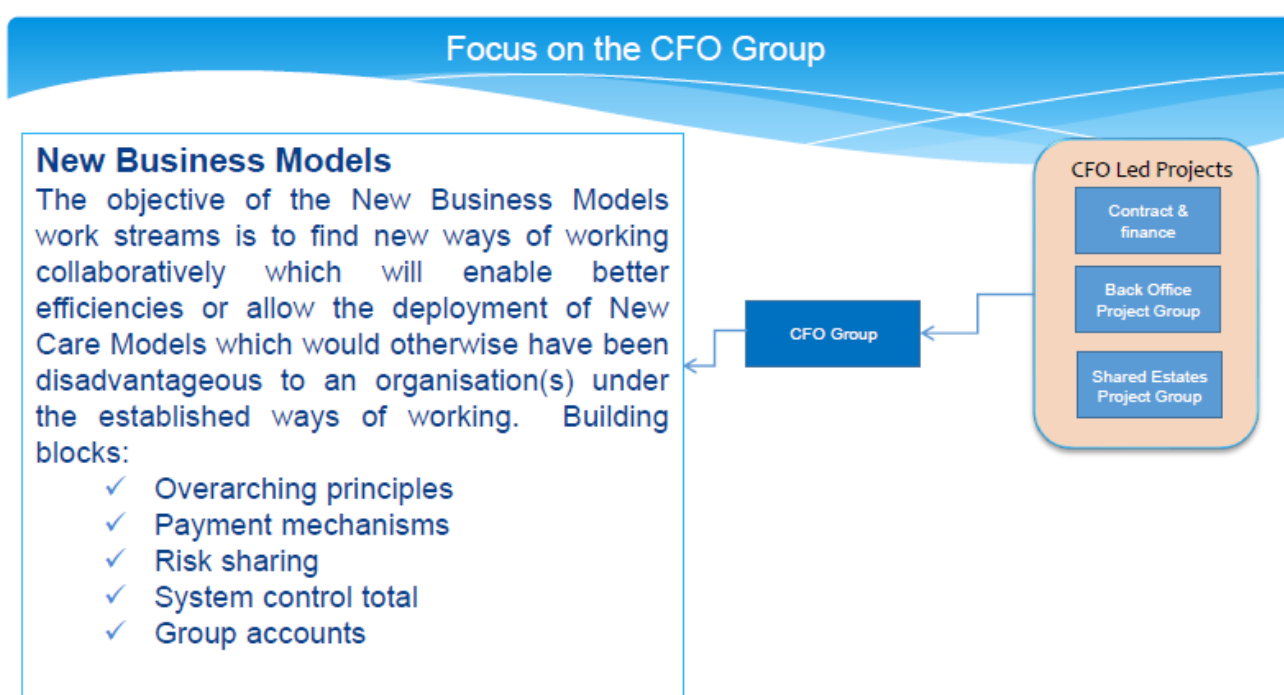 Focus on the CFO Group
New Business Models
The objective of the New Business Models
work streams is to find new ways of working
collaboratively which will enable better
efficiencies or allow the deployment of New
Care Models which would otherwise have been
disadvantageous to an organisation(s) under
the established ways of working. Building
blocks:
✓ Overarching principles
✓ Payment mechanisms
✓ Risk sharing
✓ System control total
✓ Group accounts
CFO Group
CFO Led Projects
Contract &
finance
Back Office
Project Group
Shared Estates
Project Group